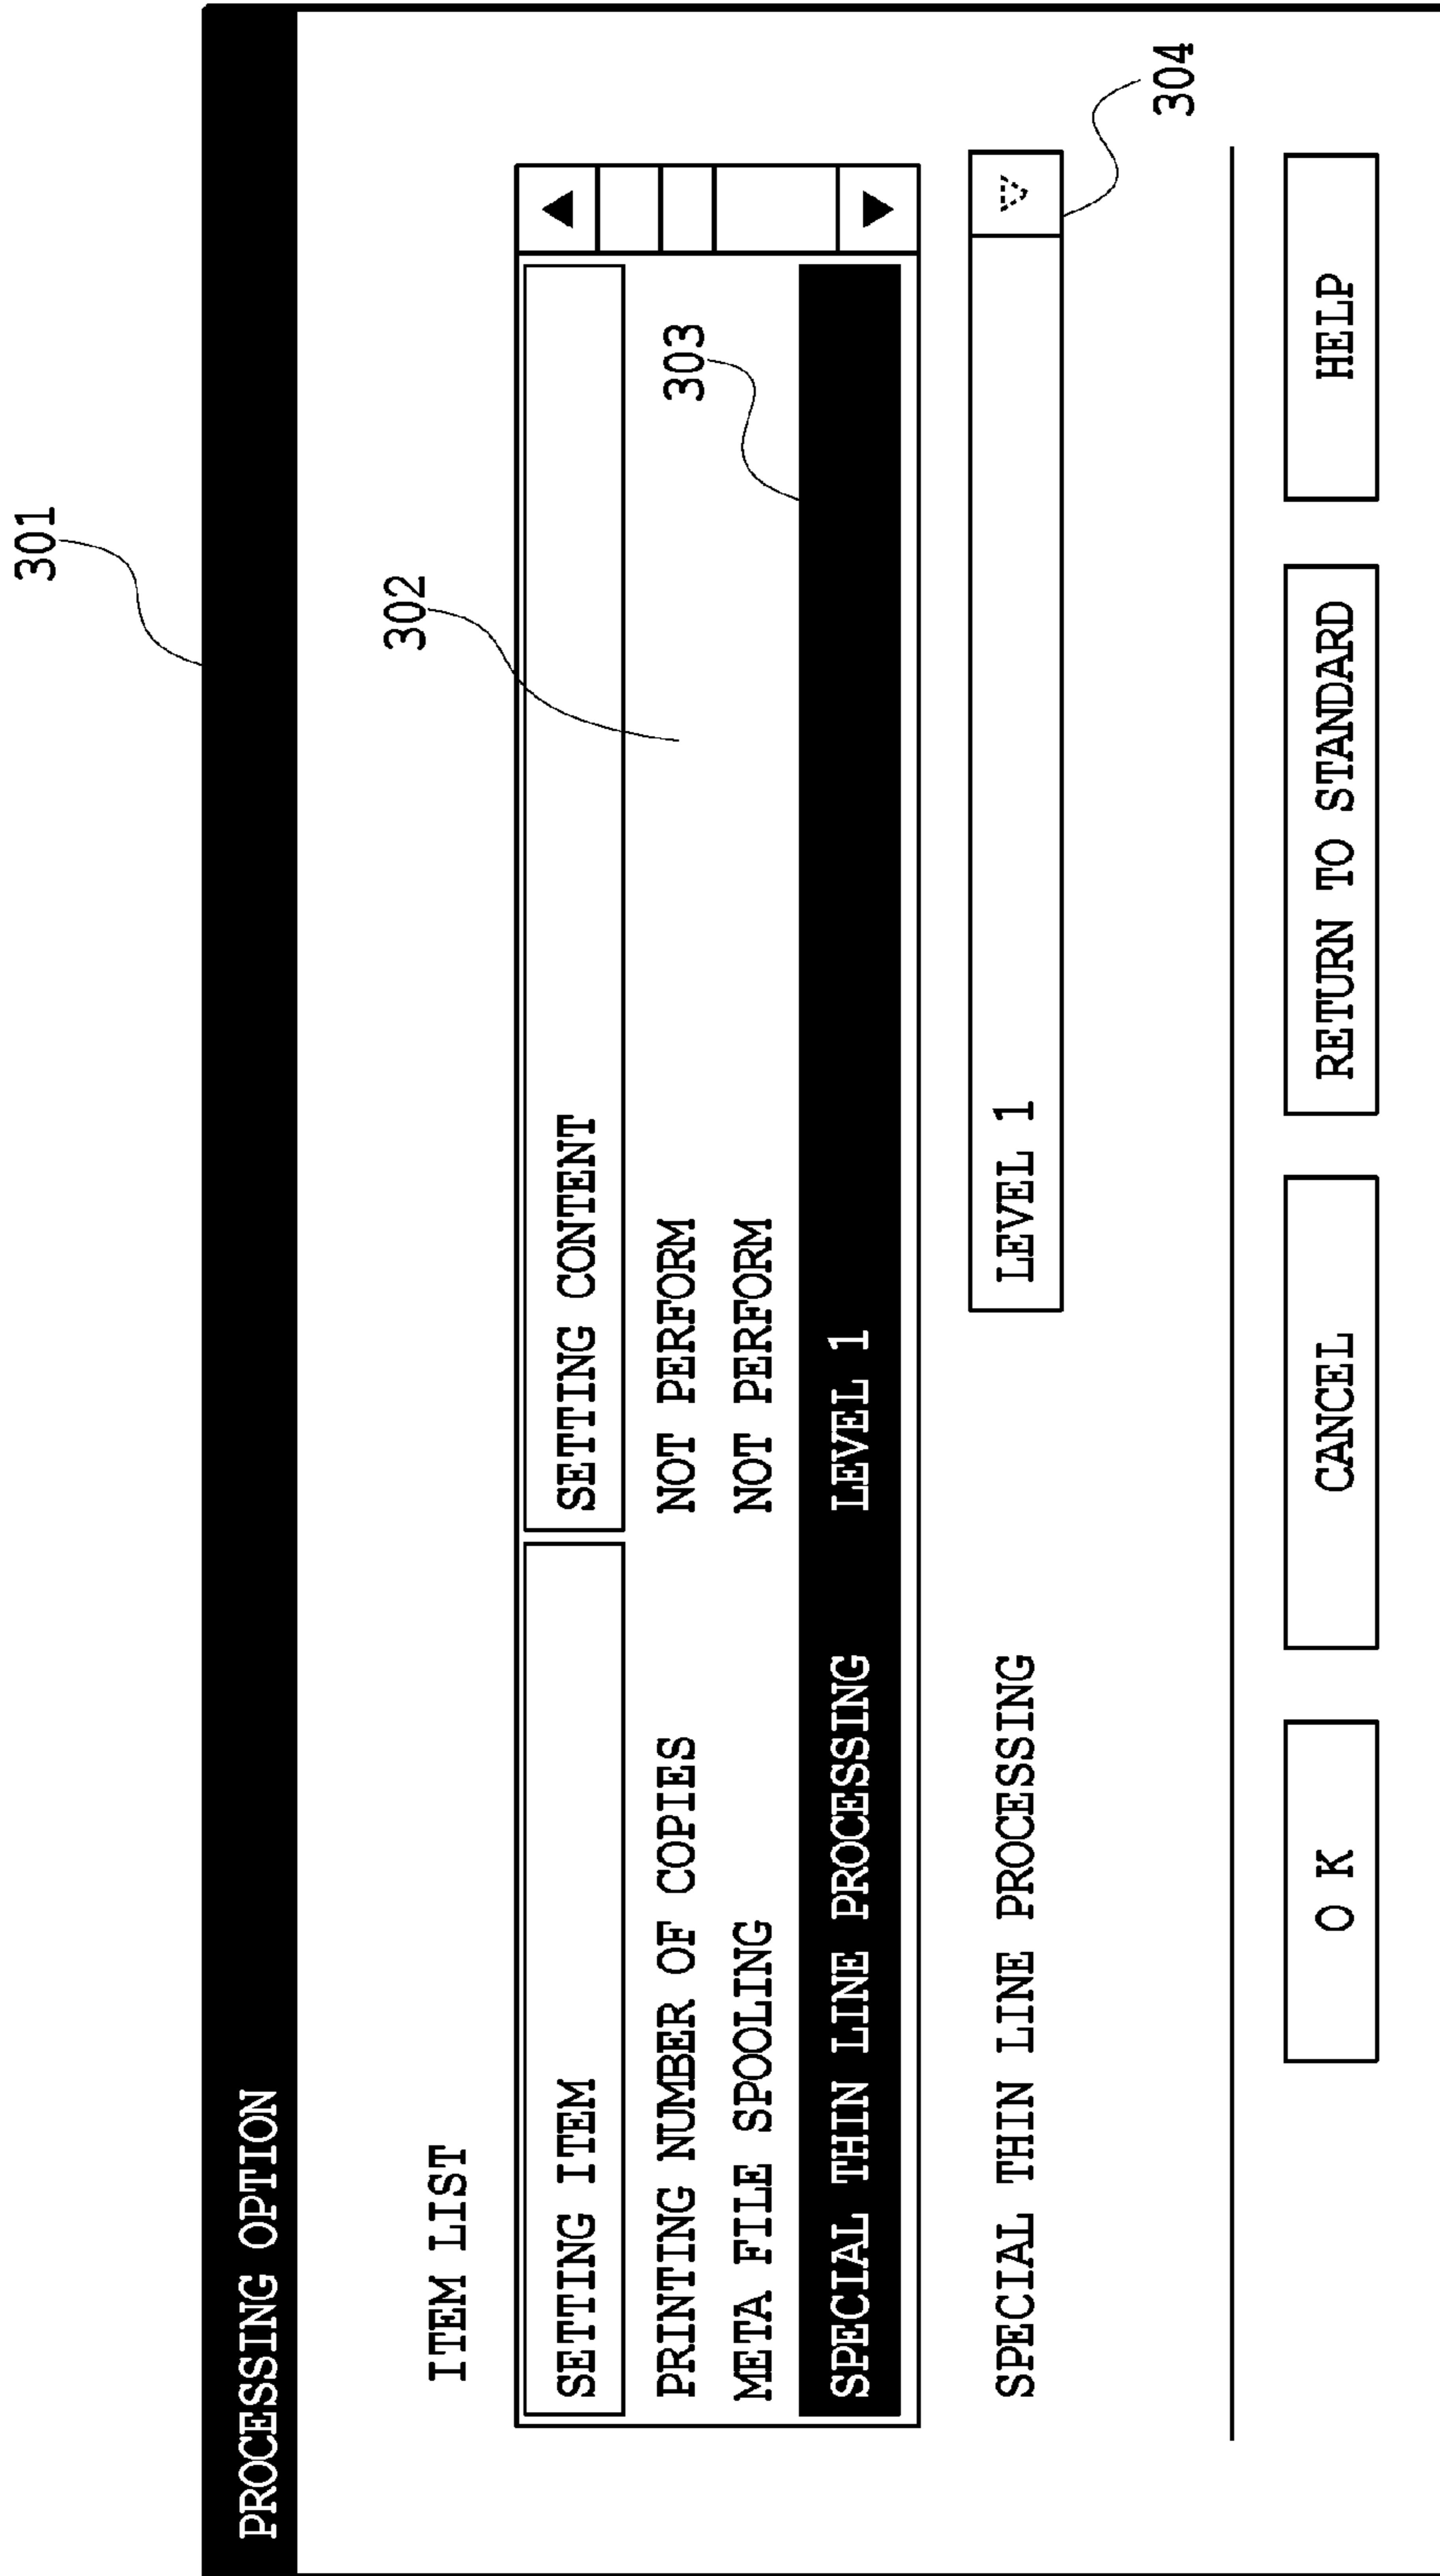 301
PROCESSING OPTION
302
ITEM LIST
SETTING ITEM SETTING CONTENT
303
PRINTING NUMBER OF COPIES NOT PERFORM
META FILE SPOOLING NOT PERFORM
SPECIAL THIN LINE PROCESSING LEVEL 1
SPECIAL THIN LINE PROCESSING LEVEL 1
304
OK CANCEL RETURN TO STANDARD HELP